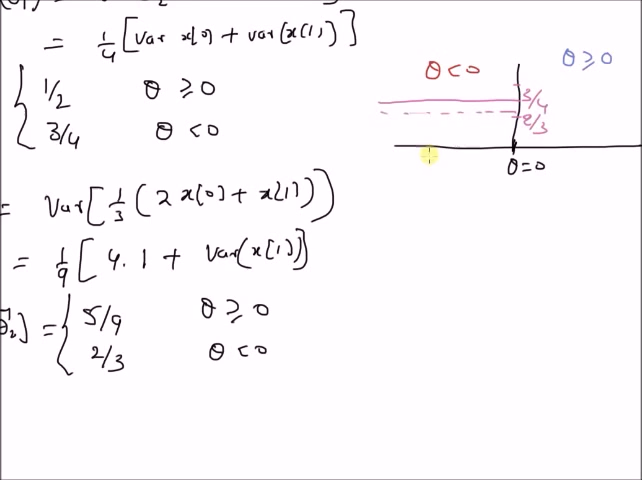 = 1/4 [Var x[0] + var(x[1])]
{ 1/2 θ ≥ 0
3/4 θ < 0
= Var[1/3 (2x[0] + x[1])]
= 1/9 [4.1 + Var(x[1])]
= { 5/9 θ ≥ 0
2/3 θ < 0
θ < 0 θ ≥ 0
3/4
2/3
θ = 0